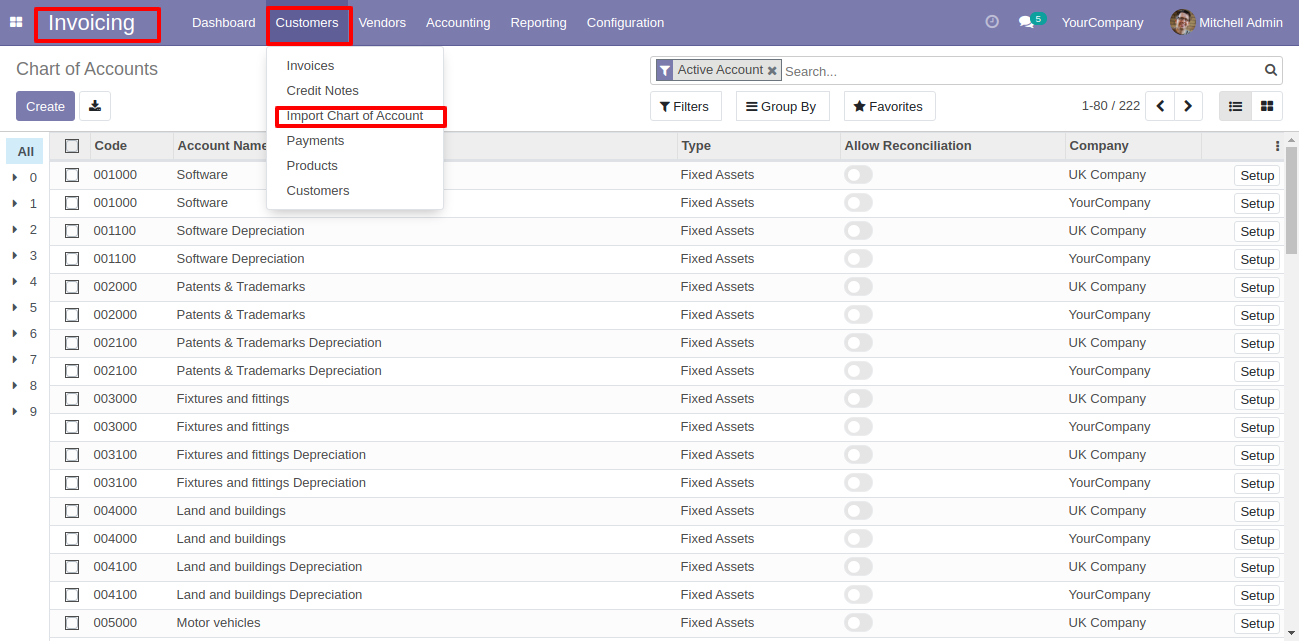 Invoicing Dashboard Customers Vendors Accounting Reporting Configuration 5 YourCompany Mitchell Admin
Invoices
Credit Notes
Import Chart of Account
Payments
Products
Customers
Chart of Accounts
Active Account Search...
Create
Filters Group By Favorites 1-80 / 222
All
0
1
2
3
4
5
6
7
8
9
Code Account Name Type Allow Reconciliation Company
001000 Software Fixed Assets UK Company Setup
001000 Software Fixed Assets YourCompany Setup
001100 Software Depreciation Fixed Assets UK Company Setup
001100 Software Depreciation Fixed Assets YourCompany Setup
002000 Patents & Trademarks Fixed Assets UK Company Setup
002000 Patents & Trademarks Fixed Assets YourCompany Setup
002100 Patents & Trademarks Depreciation Fixed Assets UK Company Setup
002100 Patents & Trademarks Depreciation Fixed Assets YourCompany Setup
003000 Fixtures and fittings Fixed Assets UK Company Setup
003000 Fixtures and fittings Fixed Assets YourCompany Setup
003100 Fixtures and fittings Depreciation Fixed Assets UK Company Setup
003100 Fixtures and fittings Depreciation Fixed Assets YourCompany Setup
004000 Land and buildings Fixed Assets UK Company Setup
004000 Land and buildings Fixed Assets YourCompany Setup
004100 Land and buildings Depreciation Fixed Assets UK Company Setup
004100 Land and buildings Depreciation Fixed Assets YourCompany Setup
005000 Motor vehicles Fixed Assets UK Company Setup